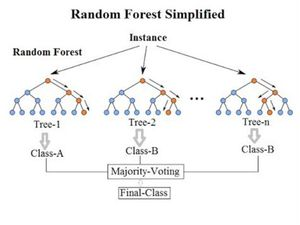 Random Forest Simplified
Instance
Random Forest
...
Tree-1 Tree-2 Tree-n
Class-A Class-B Class-B
Majority-Voting
Final-Class